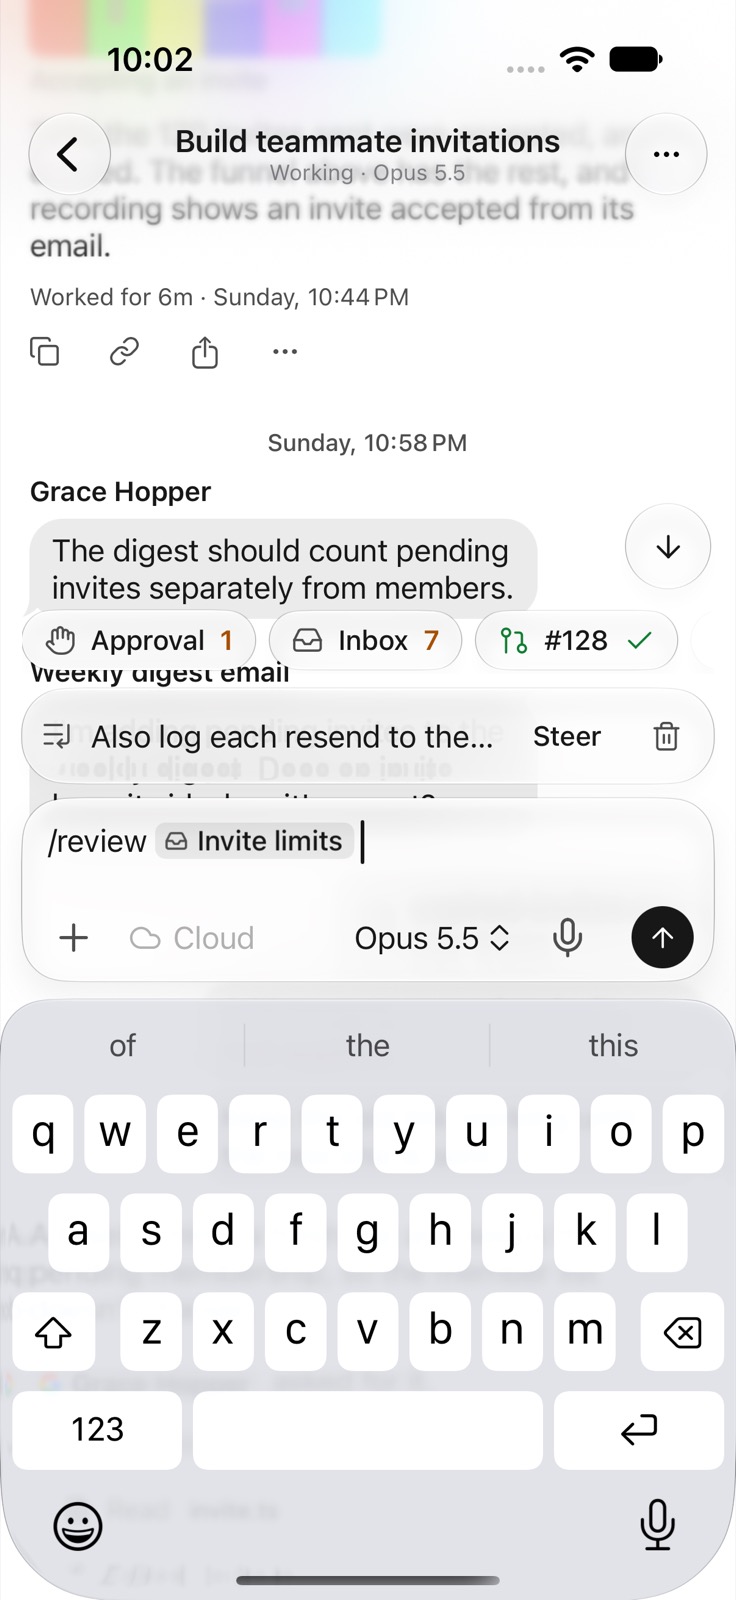 10:02
Build teammate invitations
Working · Opus 5.5
recording shows an invite accepted from its
email.
Worked for 6m · Sunday, 10:44 PM
Sunday, 10:58 PM
Grace Hopper
The digest should count pending
invites separately from members.
Approval 1
Inbox 7
#128
Weekly digest email
Also log each resend to the...
Steer
/review Invite limits
Cloud
Opus 5.5
of the this
q w e r t y u i o p
a s d f g h j k l
z x c v b n m
123